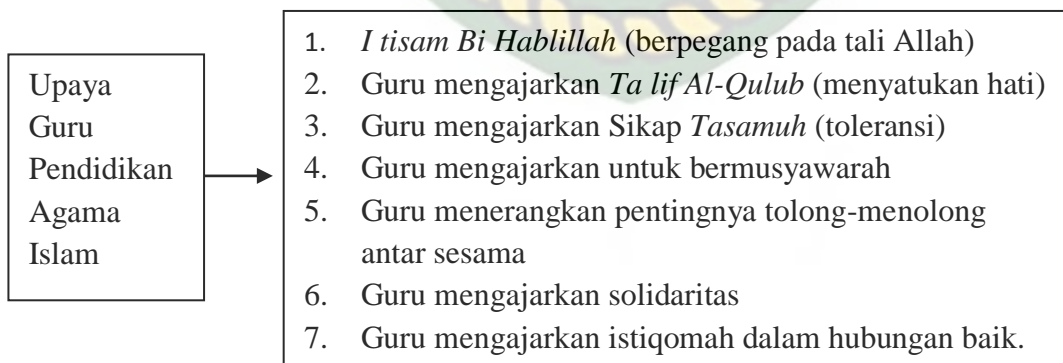 Upaya
Guru
Pendidikan
Agama
Islam
1. I tisam Bi Hablillah (berpegang pada tali Allah)
2. Guru mengajarkan Ta lif Al-Qulub (menyatukan hati)
3. Guru mengajarkan Sikap Tasamuh (toleransi)
4. Guru mengajarkan untuk bermusyawarah
5. Guru menerangkan pentingnya tolong-menolong
antar sesama
6. Guru mengajarkan solidaritas
7. Guru mengajarkan istiqomah dalam hubungan baik.